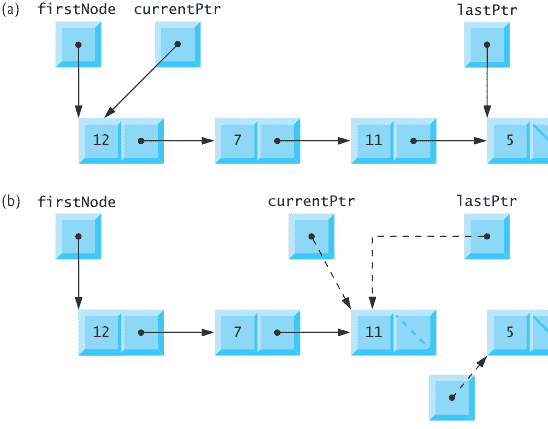 (a) firstNode currentPtr lastPtr
12 7 11 5
(b) firstNode currentPtr lastPtr
12 7 11 5